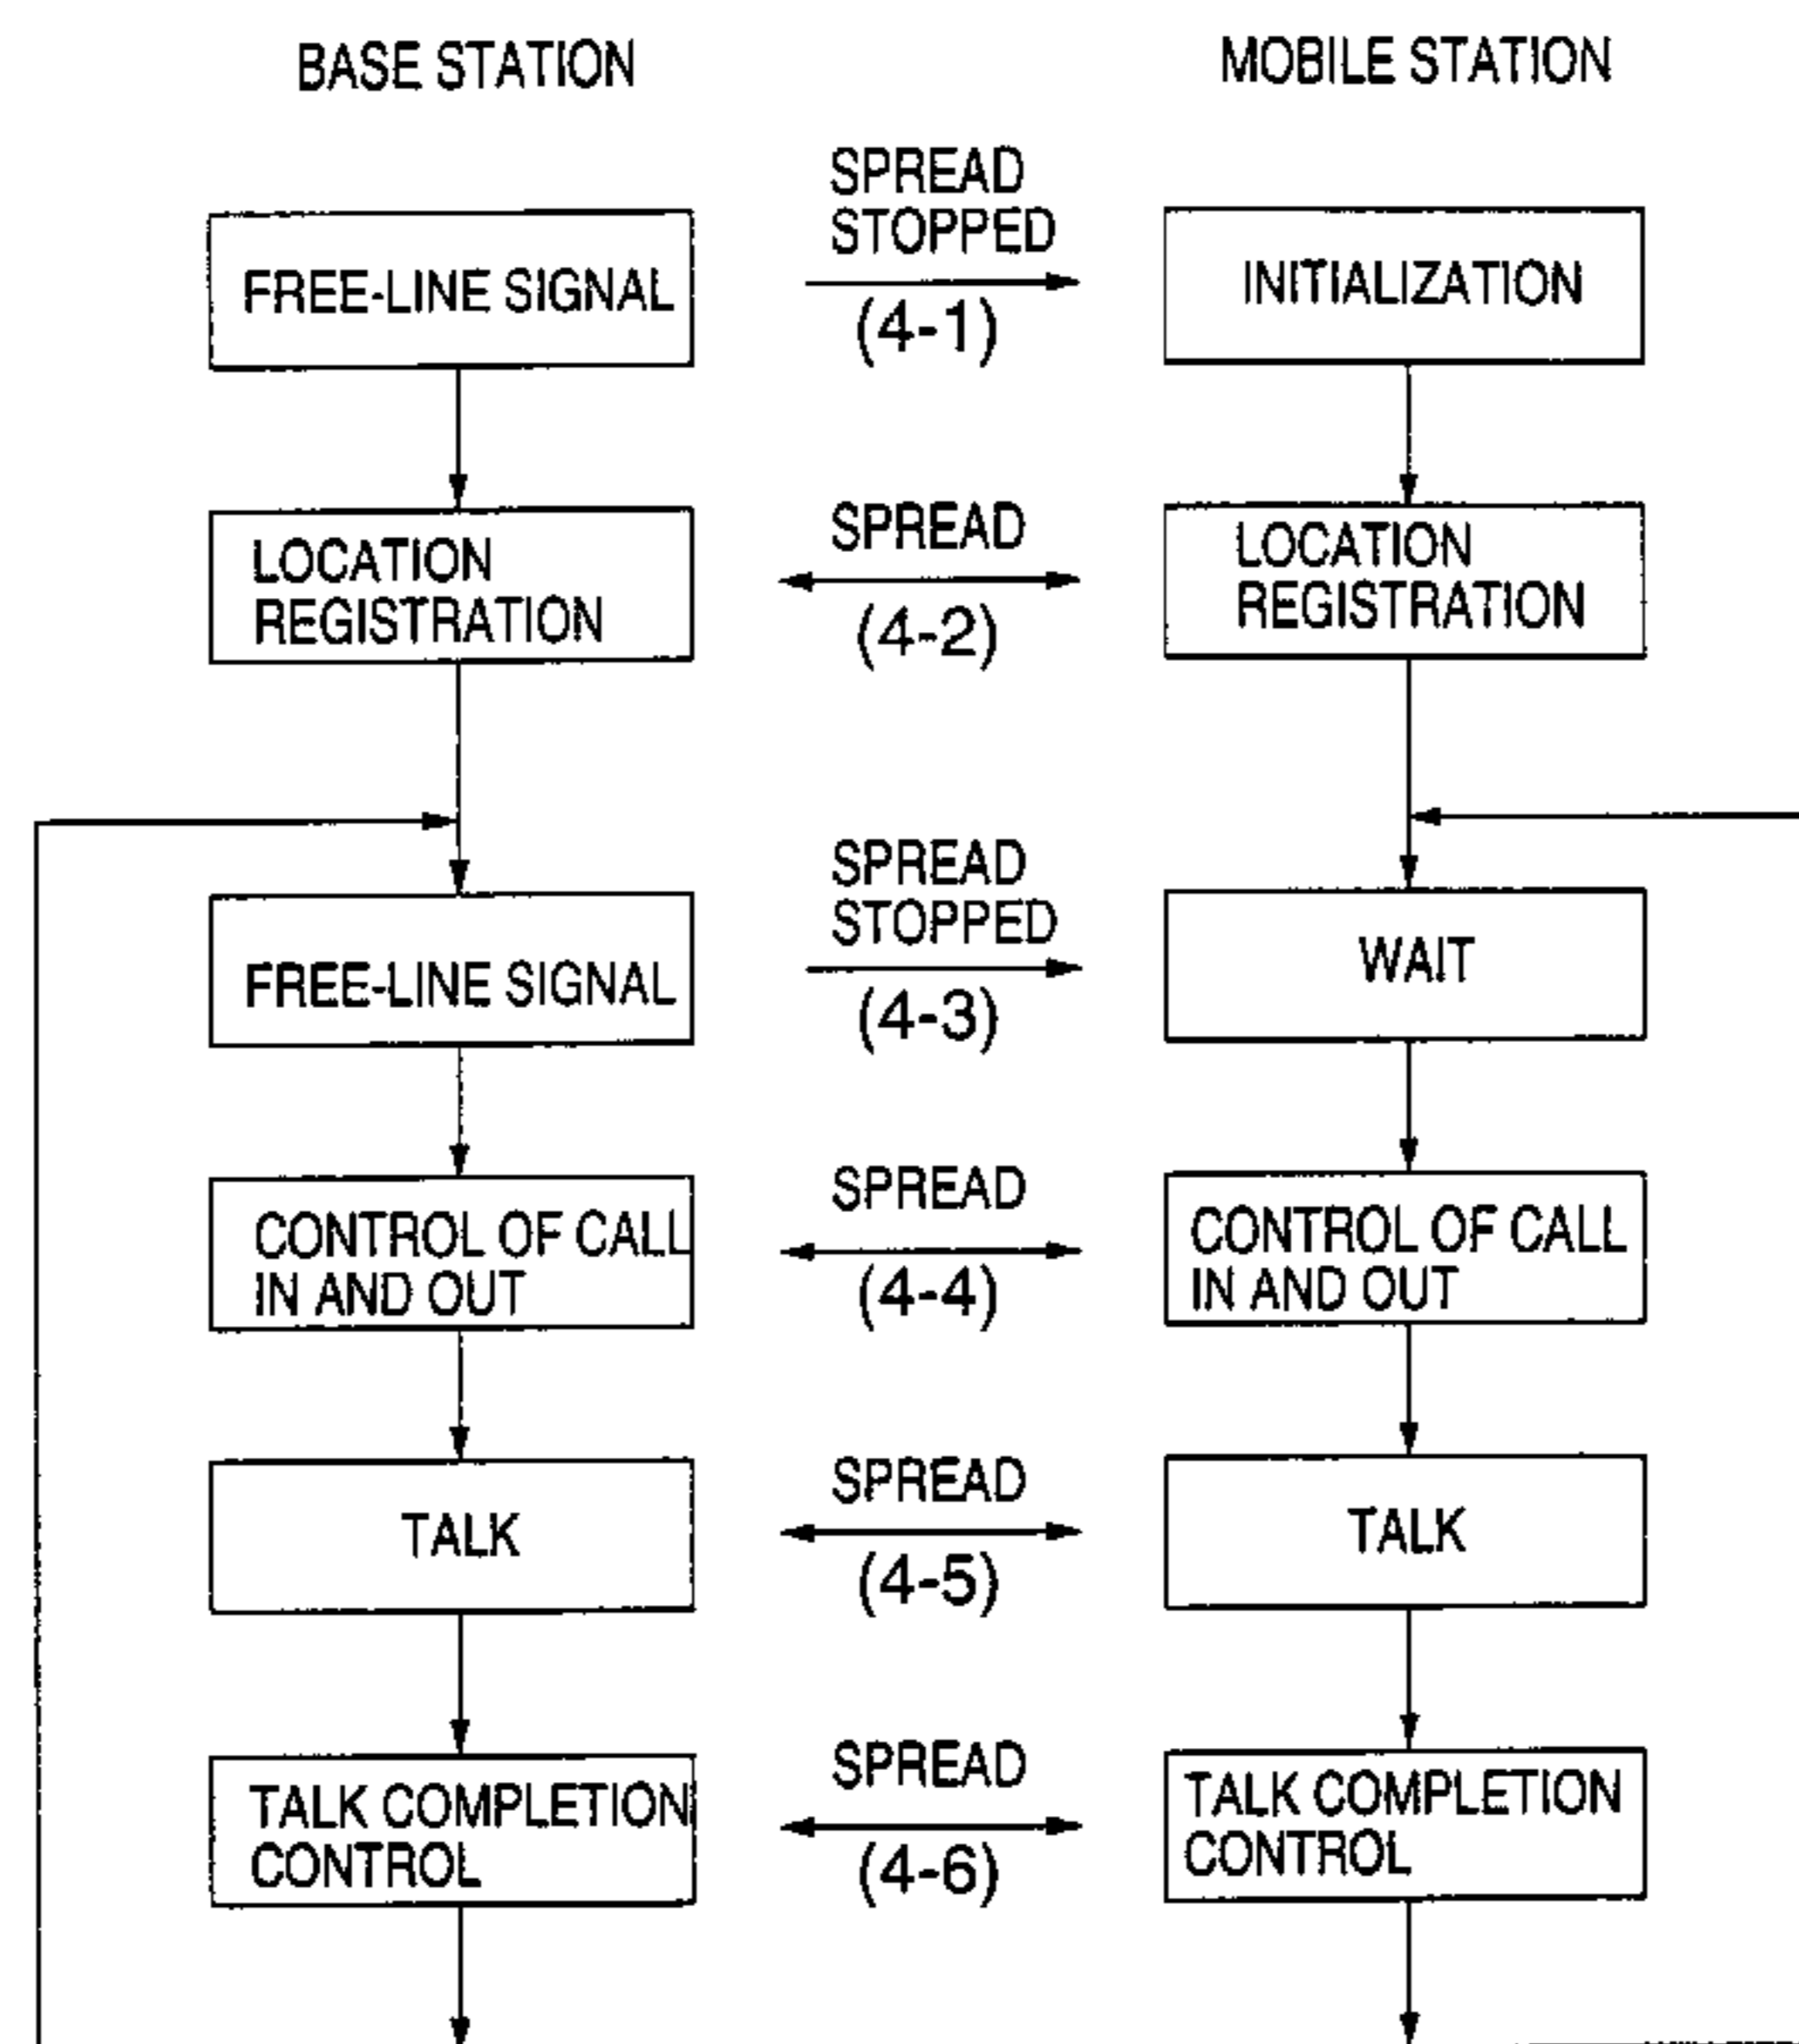 BASE STATION
MOBILE STATION
FREE-LINE SIGNAL
SPREAD
STOPPED
(4-1)
INITIALIZATION
LOCATION
REGISTRATION
SPREAD
(4-2)
LOCATION
REGISTRATION
FREE-LINE SIGNAL
SPREAD
STOPPED
(4-3)
WAIT
CONTROL OF CALL
IN AND OUT
SPREAD
(4-4)
CONTROL OF CALL
IN AND OUT
TALK
SPREAD
(4-5)
TALK
TALK COMPLETION
CONTROL
SPREAD
(4-6)
TALK COMPLETION
CONTROL